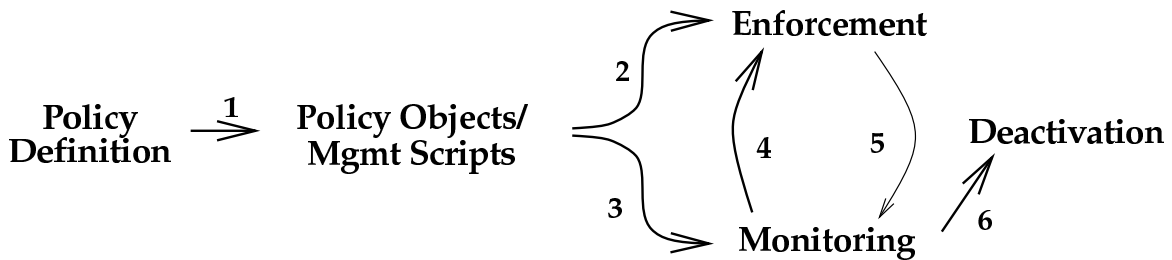 Policy
Definition
1
Policy Objects/
Mgmt Scripts
2
3
Enforcement
4
5
Monitoring
6
Deactivation